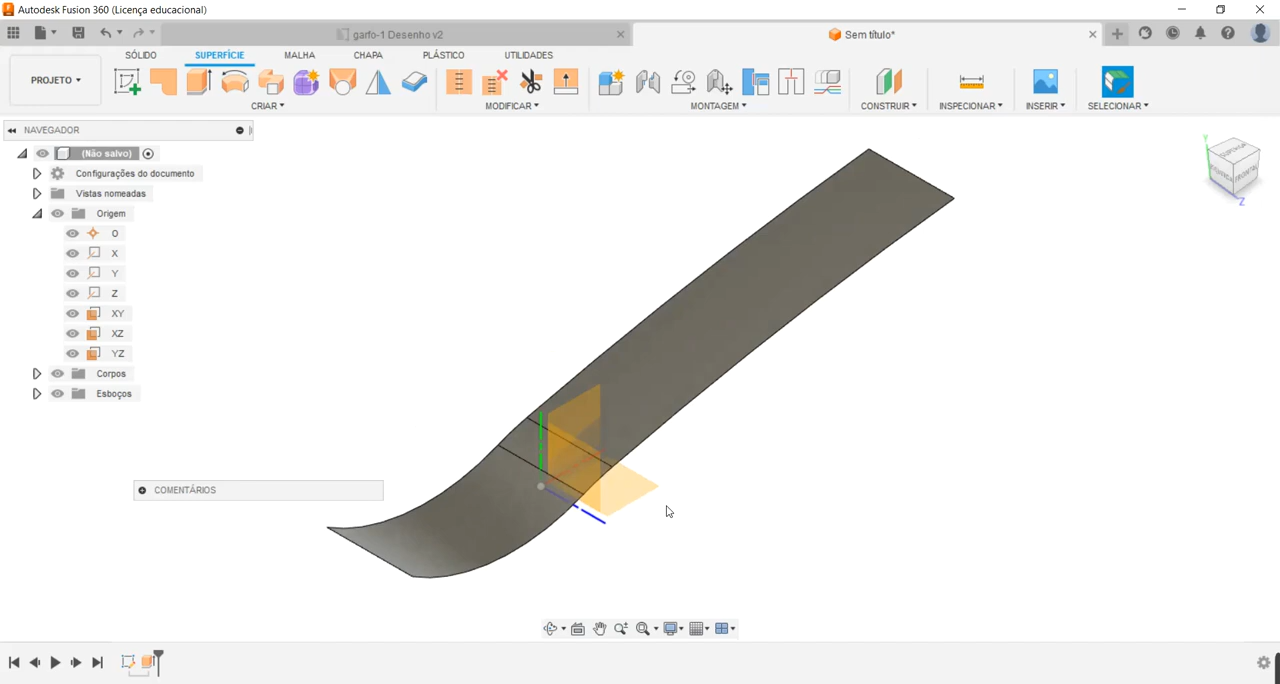 Autodesk Fusion 360 (Licença educacional)
garfo-1 Desenho v2
Sem título*
SÓLIDO SUPERFÍCIE MALHA CHAPA PLÁSTICO UTILIDADES
PROJETO
CRIAR MODIFICAR MONTAGEM CONSTRUIR INSPECIONAR INSERIR SELECIONAR
NAVEGADOR
(Não salvo)
Configurações do documento
Vistas nomeadas
Origem
O
X
Y
Z
XY
XZ
YZ
Corpos
Esboços
COMENTÁRIOS
Y
SUPERIOR
FRONTAL
Z